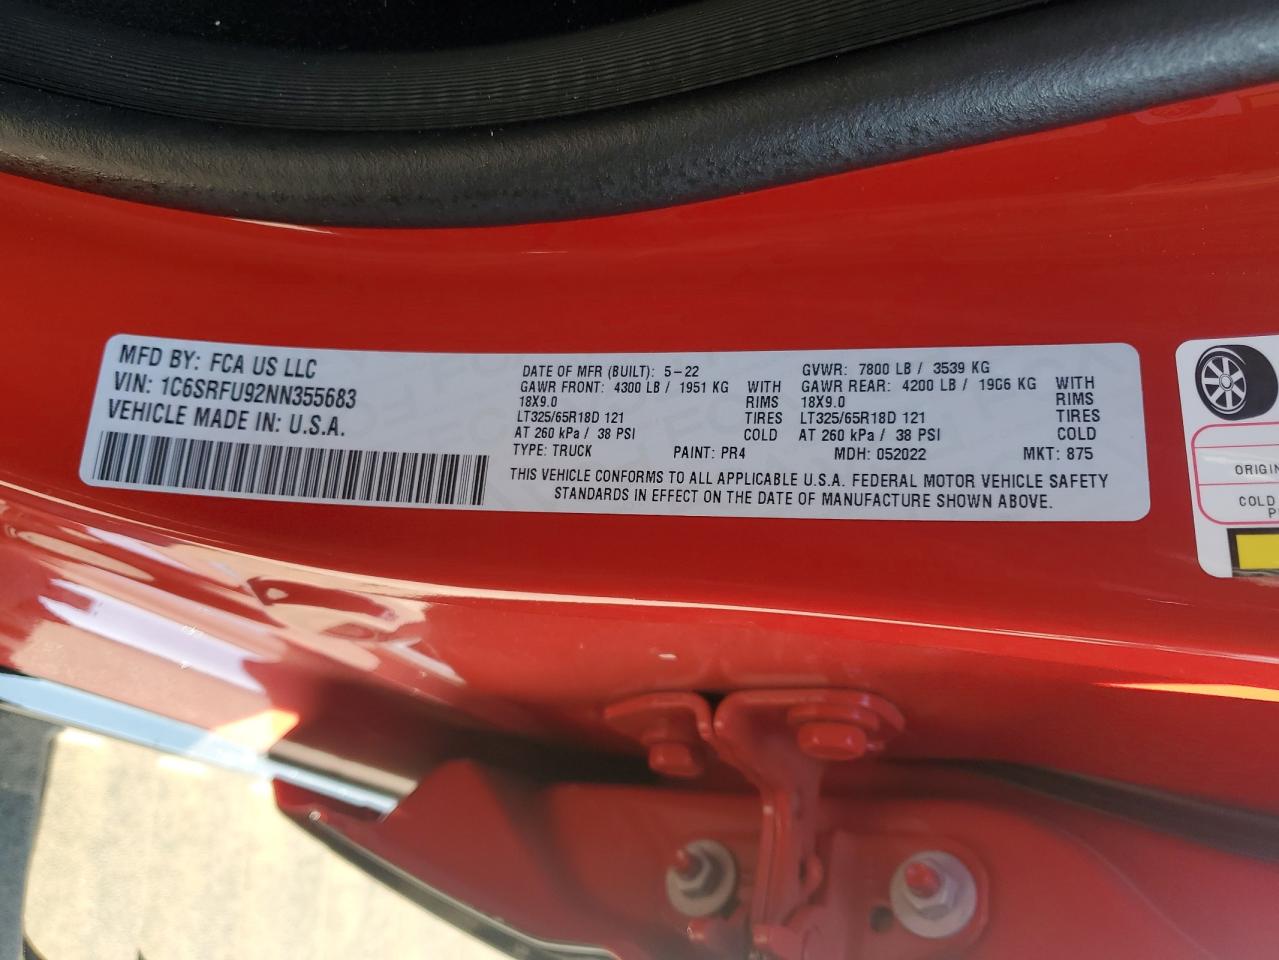 MFD BY: FCA US LLC
VIN: 1C6SRFU92NN355683
VEHICLE MADE IN: U.S.A.
DATE OF MFR (BUILT): 5-22
GAWR FRONT: 4300 LB / 1951 KG WITH
18X9.0 RIMS
LT325/65R18D 121 TIRES
AT 260 kPa / 38 PSI COLD
TYPE: TRUCK PAINT: PR4
GVWR: 7800 LB / 3539 KG
GAWR REAR: 4200 LB / 1906 KG WITH
18X9.0 RIMS
LT325/65R18D 121 TIRES
AT 260 kPa / 38 PSI COLD
MDH: 052022 MKT: 875
THIS VEHICLE CONFORMS TO ALL APPLICABLE U.S.A. FEDERAL MOTOR VEHICLE SAFETY
STANDARDS IN EFFECT ON THE DATE OF MANUFACTURE SHOWN ABOVE.
ORIGIN
COLD
P